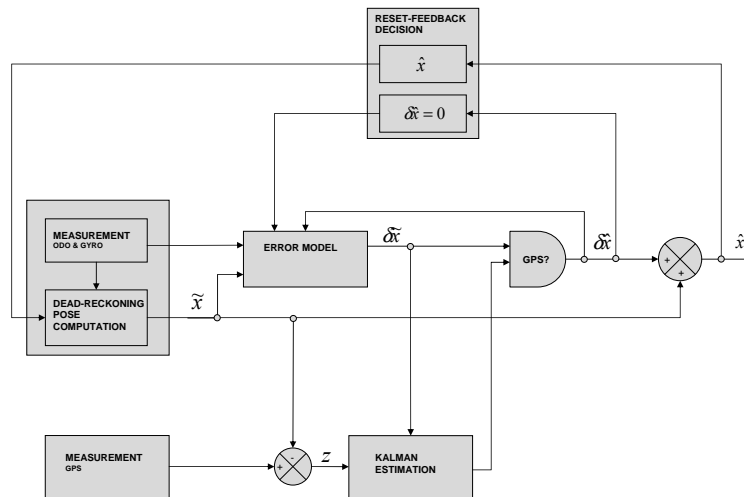 RESET-FEEDBACK
DECISION
x̂
δx̂ = 0
MEASUREMENT
ODO & GYRO
ERROR MODEL
δx̃
GPS?
δx̂
x̂
+
+
DEAD-RECKONING
POSE
COMPUTATION
x̃
MEASUREMENT
GPS
-
+
z
KALMAN
ESTIMATION